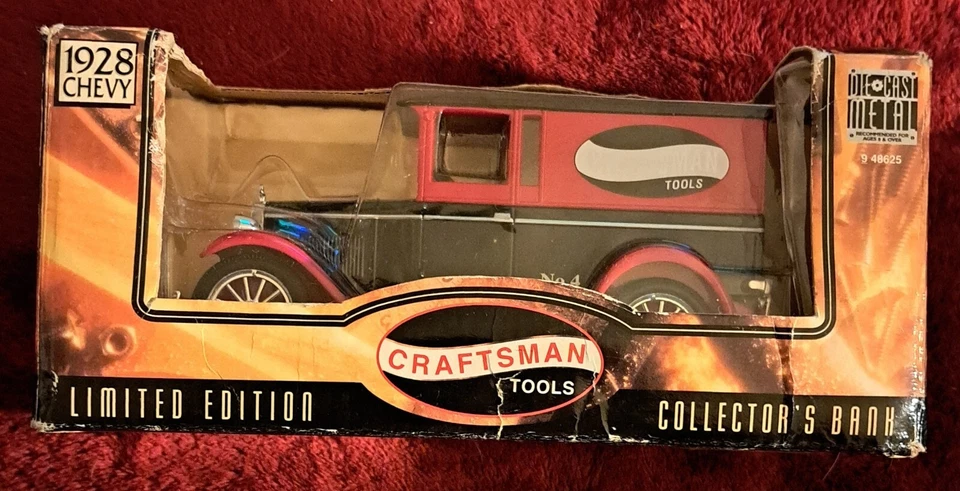 1928
CHEVY
DIE CAST
METAL
RECOMMENDED FOR
AGES 8 & OVER
9 48625
CRAFTSMAN
TOOLS
No.4
CRAFTSMAN
TOOLS
LIMITED EDITION
COLLECTOR'S BANK